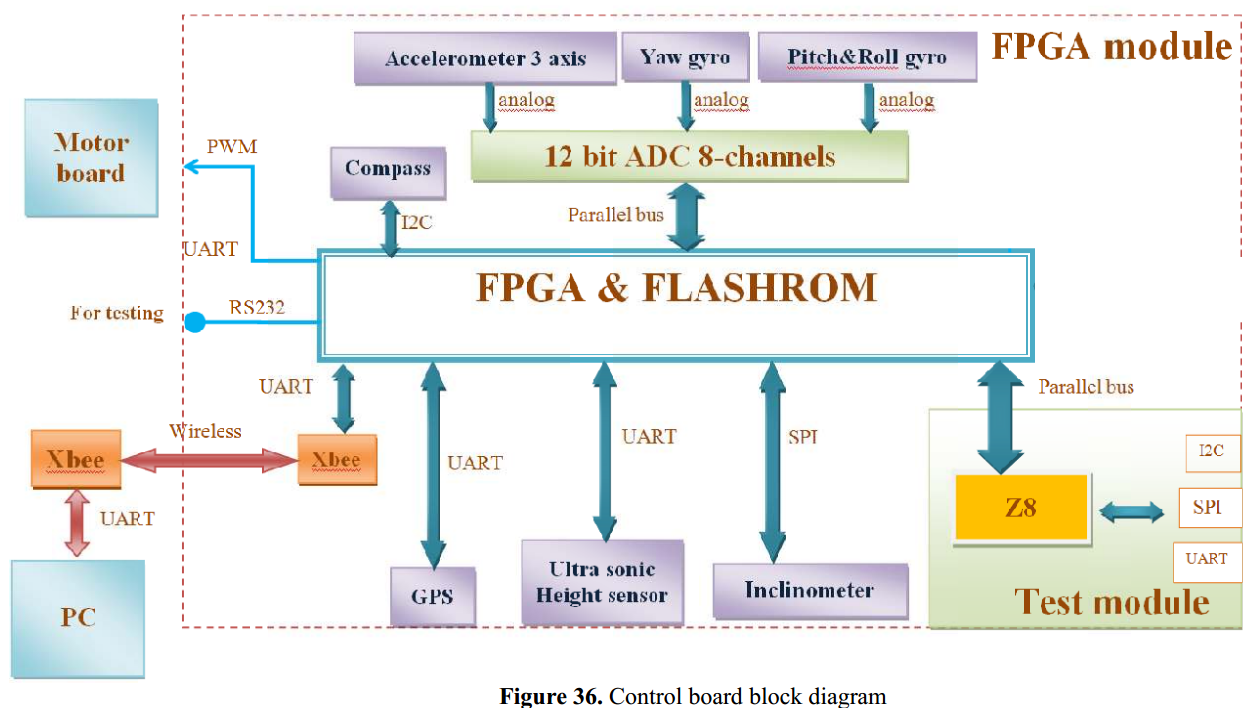 FPGA module
Accelerometer 3 axis
Yaw gyro
Pitch&Roll gyro
analog
analog
analog
Motor
board
PWM
12 bit ADC 8-channels
Compass
I2C
Parallel bus
UART
FPGA & FLASHROM
For testing
RS232
UART
Parallel bus
Wireless
Xbee
Xbee
UART
UART
SPI
I2C
Z8
SPI
UART
UART
PC
GPS
Ultra sonic
Height sensor
Inclinometer
Test module
Figure 36. Control board block diagram